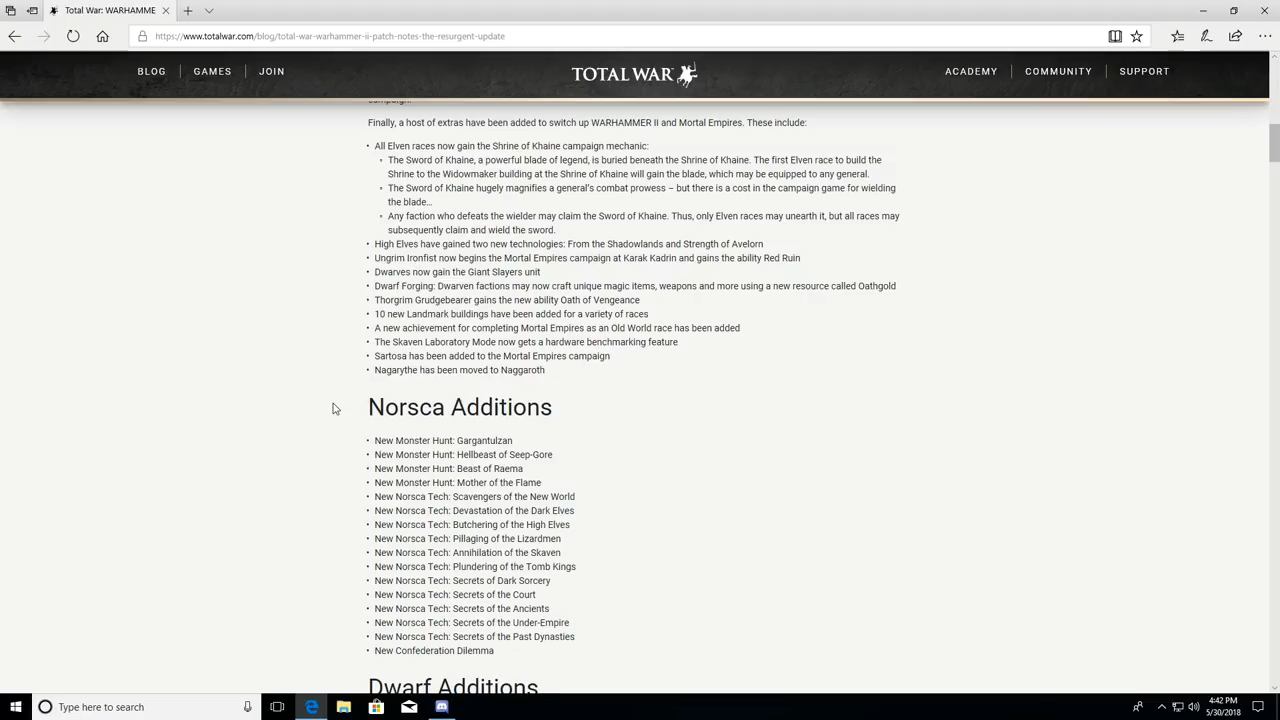 Total War: WARHAMME
https://www.totalwar.com/blog/total-war-warhammer-ii-patch-notes-the-resurgent-update
BLOG GAMES JOIN TOTAL WAR ACADEMY COMMUNITY SUPPORT
campaign.
Finally, a host of extras have been added to switch up WARHAMMER II and Mortal Empires. These include:
• All Elven races now gain the Shrine of Khaine campaign mechanic:
• The Sword of Khaine, a powerful blade of legend, is buried beneath the Shrine of Khaine. The first Elven race to build the
Shrine to the Widowmaker building at the Shrine of Khaine will gain the blade, which may be equipped to any general.
• The Sword of Khaine hugely magnifies a general's combat prowess – but there is a cost in the campaign game for wielding
the blade…
• Any faction who defeats the wielder may claim the Sword of Khaine. Thus, only Elven races may unearth it, but all races may
subsequently claim and wield the sword.
• High Elves have gained two new technologies: From the Shadowlands and Strength of Avelorn
• Ungrim Ironfist now begins the Mortal Empires campaign at Karak Kadrin and gains the ability Red Ruin
• Dwarves now gain the Giant Slayers unit
• Dwarf Forging: Dwarven factions may now craft unique magic items, weapons and more using a new resource called Oathgold
• Thorgrim Grudgebearer gains the new ability Oath of Vengeance
• 10 new Landmark buildings have been added for a variety of races
• A new achievement for completing Mortal Empires as an Old World race has been added
• The Skaven Laboratory Mode now gets a hardware benchmarking feature
• Sartosa has been added to the Mortal Empires campaign
• Nagarythe has been moved to Naggaroth
Norsca Additions
• New Monster Hunt: Gargantulzan
• New Monster Hunt: Hellbeast of Seep-Gore
• New Monster Hunt: Beast of Raema
• New Monster Hunt: Mother of the Flame
• New Norsca Tech: Scavengers of the New World
• New Norsca Tech: Devastation of the Dark Elves
• New Norsca Tech: Butchering of the High Elves
• New Norsca Tech: Pillaging of the Lizardmen
• New Norsca Tech: Annihilation of the Skaven
• New Norsca Tech: Plundering of the Tomb Kings
• New Norsca Tech: Secrets of Dark Sorcery
• New Norsca Tech: Secrets of the Court
• New Norsca Tech: Secrets of the Ancients
• New Norsca Tech: Secrets of the Under-Empire
• New Norsca Tech: Secrets of the Past Dynasties
• New Confederation Dilemma
Dwarf Additions
Type here to search
4:42 PM
5/30/2018